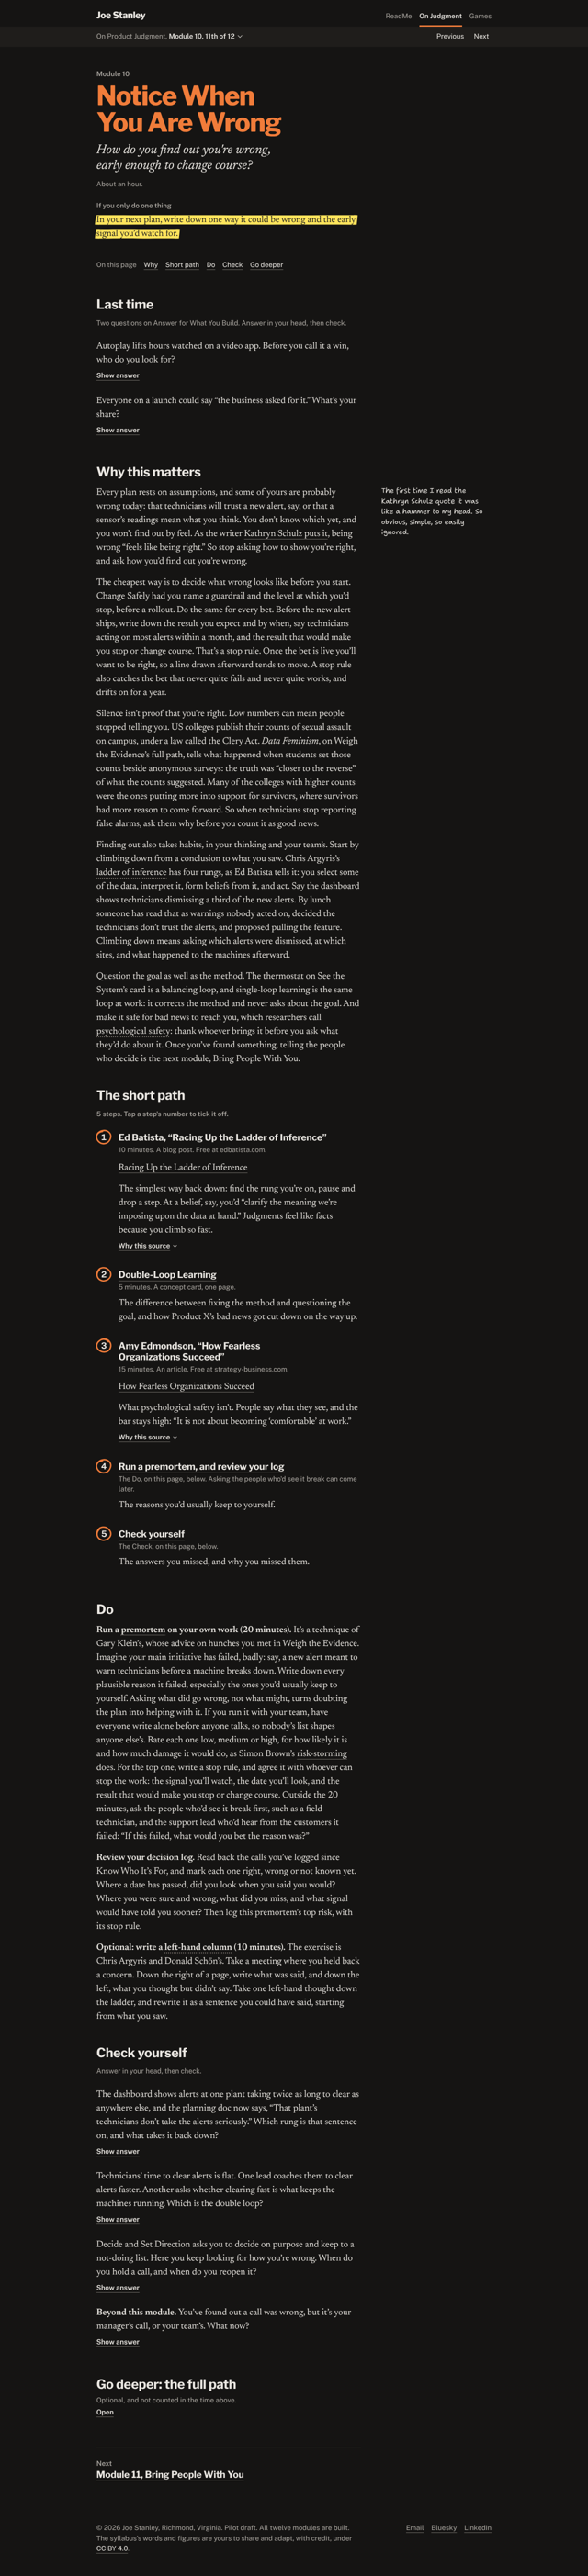 Joe Stanley
ReadMe On Judgment Games
On Product Judgment, Module 10, 11th of 12
Previous Next
Module 10
Notice When
You Are Wrong
How do you find out you're wrong,
early enough to change course?
About an hour.
If you only do one thing
In your next plan, write down one way it could be wrong and the early
signal you'd watch for.
On this page Why Short path Do Check Go deeper
Last time
Two questions on Answer for What You Build. Answer in your head, then check.
Autoplay lifts hours watched on a video app. Before you call it a win,
who do you look for?
Show answer
Everyone on a launch could say “the business asked for it.” What's your
share?
Show answer
Why this matters
Every plan rests on assumptions, and some of yours are probably
wrong today: that technicians will trust a new alert, say, or that a
sensor's readings mean what you think. You don't know which yet, and
you won't find out by feel. As the writer Kathryn Schulz puts it, being
wrong “feels like being right.” So stop asking how to show you're right,
and ask how you'd find out you're wrong.
The first time I read the
Kathryn Schulz quote it was
like a hammer to my head. So
obvious, simple, so easily
ignored.
The cheapest way is to decide what wrong looks like before you start.
Change Safely had you name a guardrail and the level at which you'd
stop, before a rollout. Do the same for every bet. Before the new alert
ships, write down the result you expect and by when, say technicians
acting on most alerts within a month, and the result that would make
you stop or change course. That's a stop rule. Once the bet is live you'll
want to be right, so a line drawn afterward tends to move. A stop rule
also catches the bet that never quite fails and never quite works, and
drifts on for a year.
Silence isn't proof that you're right. Low numbers can mean people
stopped telling you. US colleges publish their counts of sexual assault
on campus, under a law called the Clery Act. Data Feminism, on Weigh
the Evidence's full path, tells what happened when students set those
counts beside anonymous surveys: the truth was “closer to the reverse”
of what the counts suggested. Many of the colleges with higher counts
were the ones putting more into support for survivors, where survivors
had more reason to come forward. So when technicians stop reporting
false alarms, ask them why before you count it as good news.
Finding out also takes habits, in your thinking and your team's. Start by
climbing down from a conclusion to what you saw. Chris Argyris's
ladder of inference has four rungs, as Ed Batista tells it: you select some
of the data, interpret it, form beliefs from it, and act. Say the dashboard
shows technicians dismissing a third of the new alerts. By lunch
someone has read that as warnings nobody acted on, decided the
technicians don't trust the alerts, and proposed pulling the feature.
Climbing down means asking which alerts were dismissed, at which
sites, and what happened to the machines afterward.
Question the goal as well as the method. The thermostat on See the
System's card is a balancing loop, and single-loop learning is the same
loop at work: it corrects the method and never asks about the goal. And
make it safe for bad news to reach you, which researchers call
psychological safety: thank whoever brings it before you ask what
they'd do about it. Once you've found something, telling the people
who decide is the next module, Bring People With You.
The short path
5 steps. Tap a step's number to tick it off.
1 Ed Batista, “Racing Up the Ladder of Inference”
10 minutes. A blog post. Free at edbatista.com.
Racing Up the Ladder of Inference
The simplest way back down: find the rung you're on, pause and
drop a step. At a belief, say, you'd “clarify the meaning we're
imposing upon the data at hand.” Judgments feel like facts
because you climb so fast.
Why this source
2 Double-Loop Learning
5 minutes. A concept card, one page.
The difference between fixing the method and questioning the
goal, and how Product X's bad news got cut down on the way up.
3 Amy Edmondson, “How Fearless
Organizations Succeed”
15 minutes. An article. Free at strategy-business.com.
How Fearless Organizations Succeed
What psychological safety isn't. People say what they see, and the
bar stays high: “It is not about becoming ‘comfortable’ at work.”
Why this source
4 Run a premortem, and review your log
The Do, on this page, below. Asking the people who'd see it break can come
later.
The reasons you'd usually keep to yourself.
5 Check yourself
The Check, on this page, below.
The answers you missed, and why you missed them.
Do
Run a premortem on your own work (20 minutes). It's a technique of
Gary Klein's, whose advice on hunches you met in Weigh the Evidence.
Imagine your main initiative has failed, badly: say, a new alert meant to
warn technicians before a machine breaks down. Write down every
plausible reason it failed, especially the ones you'd usually keep to
yourself. Asking what did go wrong, not what might, turns doubting
the plan into helping with it. If you run it with your team, have
everyone write alone before anyone talks, so nobody's list shapes
anyone else's. Rate each one low, medium or high, for how likely it is
and how much damage it would do, as Simon Brown's risk-storming
does. For the top one, write a stop rule, and agree it with whoever can
stop the work: the signal you'll watch, the date you'll look, and the
result that would make you stop or change course. Outside the 20
minutes, ask the people who'd see it break first, such as a field
technician, and the support lead who'd hear from the customers it
failed: “If this failed, what would you bet the reason was?”
Review your decision log. Read back the calls you've logged since
Know Who It's For, and mark each one right, wrong or not known yet.
Where a date has passed, did you look when you said you would?
Where you were sure and wrong, what did you miss, and what signal
would have told you sooner? Then log this premortem's top risk, with
its stop rule.
Optional: write a left-hand column (10 minutes). The exercise is
Chris Argyris and Donald Schön's. Take a meeting where you held back
a concern. Down the right of a page, write what was said, and down the
left, what you thought but didn't say. Take one left-hand thought down
the ladder, and rewrite it as a sentence you could have said, starting
from what you saw.
Check yourself
Answer in your head, then check.
The dashboard shows alerts at one plant taking twice as long to clear as
anywhere else, and the planning doc now says, “That plant's
technicians don't take the alerts seriously.” Which rung is that sentence
on, and what takes it back down?
Show answer
Technicians' time to clear alerts is flat. One lead coaches them to clear
alerts faster. Another asks whether clearing fast is what keeps the
machines running. Which is the double loop?
Show answer
Decide and Set Direction asks you to decide on purpose and keep to a
not-doing list. Here you keep looking for how you're wrong. When do
you hold a call, and when do you reopen it?
Show answer
Beyond this module. You've found out a call was wrong, but it's your
manager's call, or your team's. What now?
Show answer
Go deeper: the full path
Optional, and not counted in the time above.
Open
Next
Module 11, Bring People With You
© 2026 Joe Stanley, Richmond, Virginia. Pilot draft. All twelve modules are built.
The syllabus's words and figures are yours to share and adapt, with credit, under
CC BY 4.0.
Email Bluesky LinkedIn